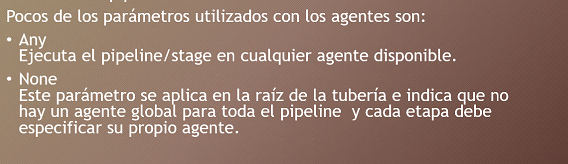 Pocos de los parámetros utilizados con los agentes son:
• Any
Ejecuta el pipeline/stage en cualquier agente disponible.
• None
Este parámetro se aplica en la raíz de la tubería e indica que no
hay un agente global para toda el pipeline y cada etapa debe
especificar su propio agente.